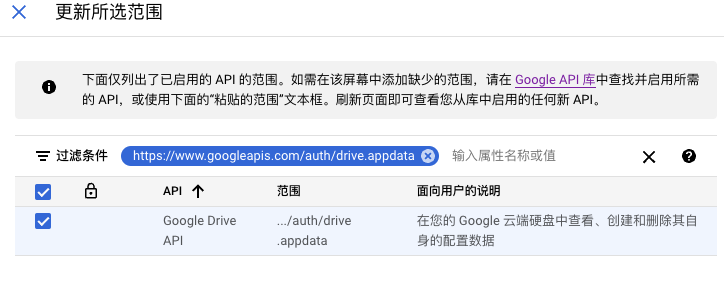 更新所选范围
下面仅列出了已启用的 API 的范围。如需在该屏幕中添加缺少的范围，请在 Google API 库中查找并启用所需
的 API，或使用下面的“粘贴的范围”文本框。刷新页面即可查看您从库中启用的任何新 API。
过滤条件 https://www.googleapis.com/auth/drive.appdata 输入属性名称或值
API 范围 面向用户的说明
Google Drive .../auth/drive 在您的 Google 云端硬盘中查看、创建和删除其自
API .appdata 身的配置数据